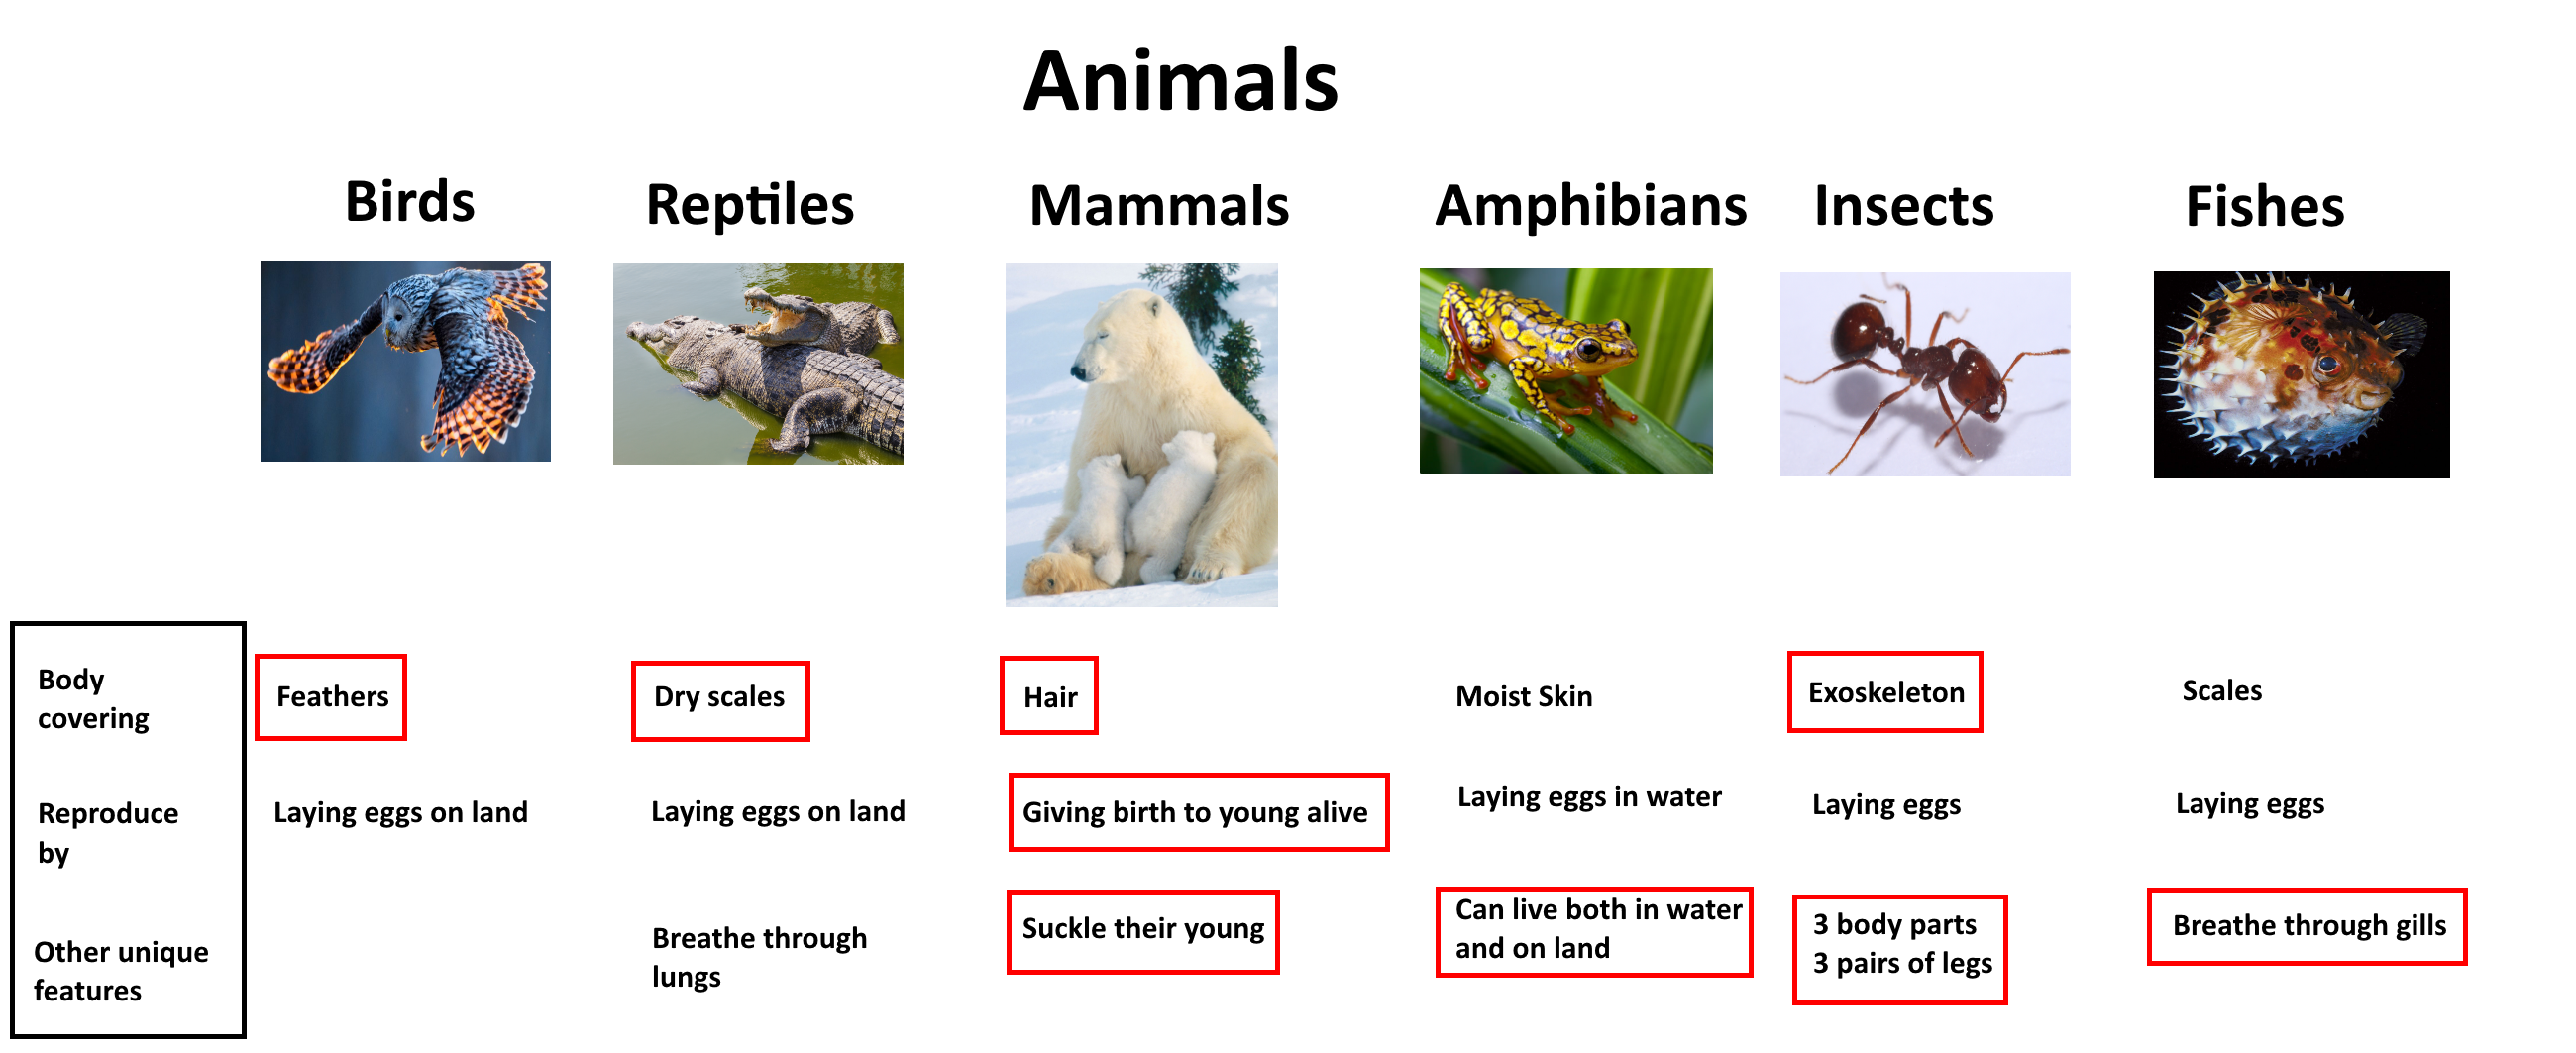 Animals
Birds
Reptiles
Mammals
Amphibians
Insects
Fishes
Body
covering
Feathers
Dry scales
Hair
Moist Skin
Exoskeleton
Scales
Reproduce
by
Laying eggs on land
Laying eggs on land
Giving birth to young alive
Laying eggs in water
Laying eggs
Laying eggs
Other unique
features
Breathe through
lungs
Suckle their young
Can live both in water
and on land
3 body parts
3 pairs of legs
Breathe through gills